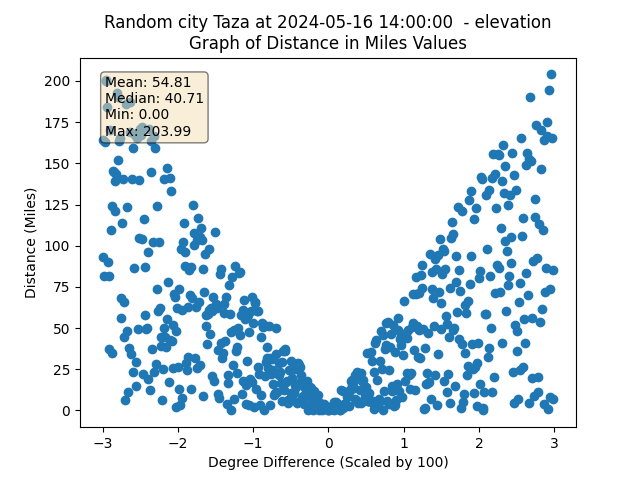 Random city Taza at 2024-05-16 14:00:00  - elevation
Graph of Distance in Miles Values
Mean: 54.81
Median: 40.71
Min: 0.00
Max: 203.99
200
175
150
125
100
75
50
25
0
Distance (Miles)
−3 −2 −1 0 1 2 3
Degree Difference (Scaled by 100)